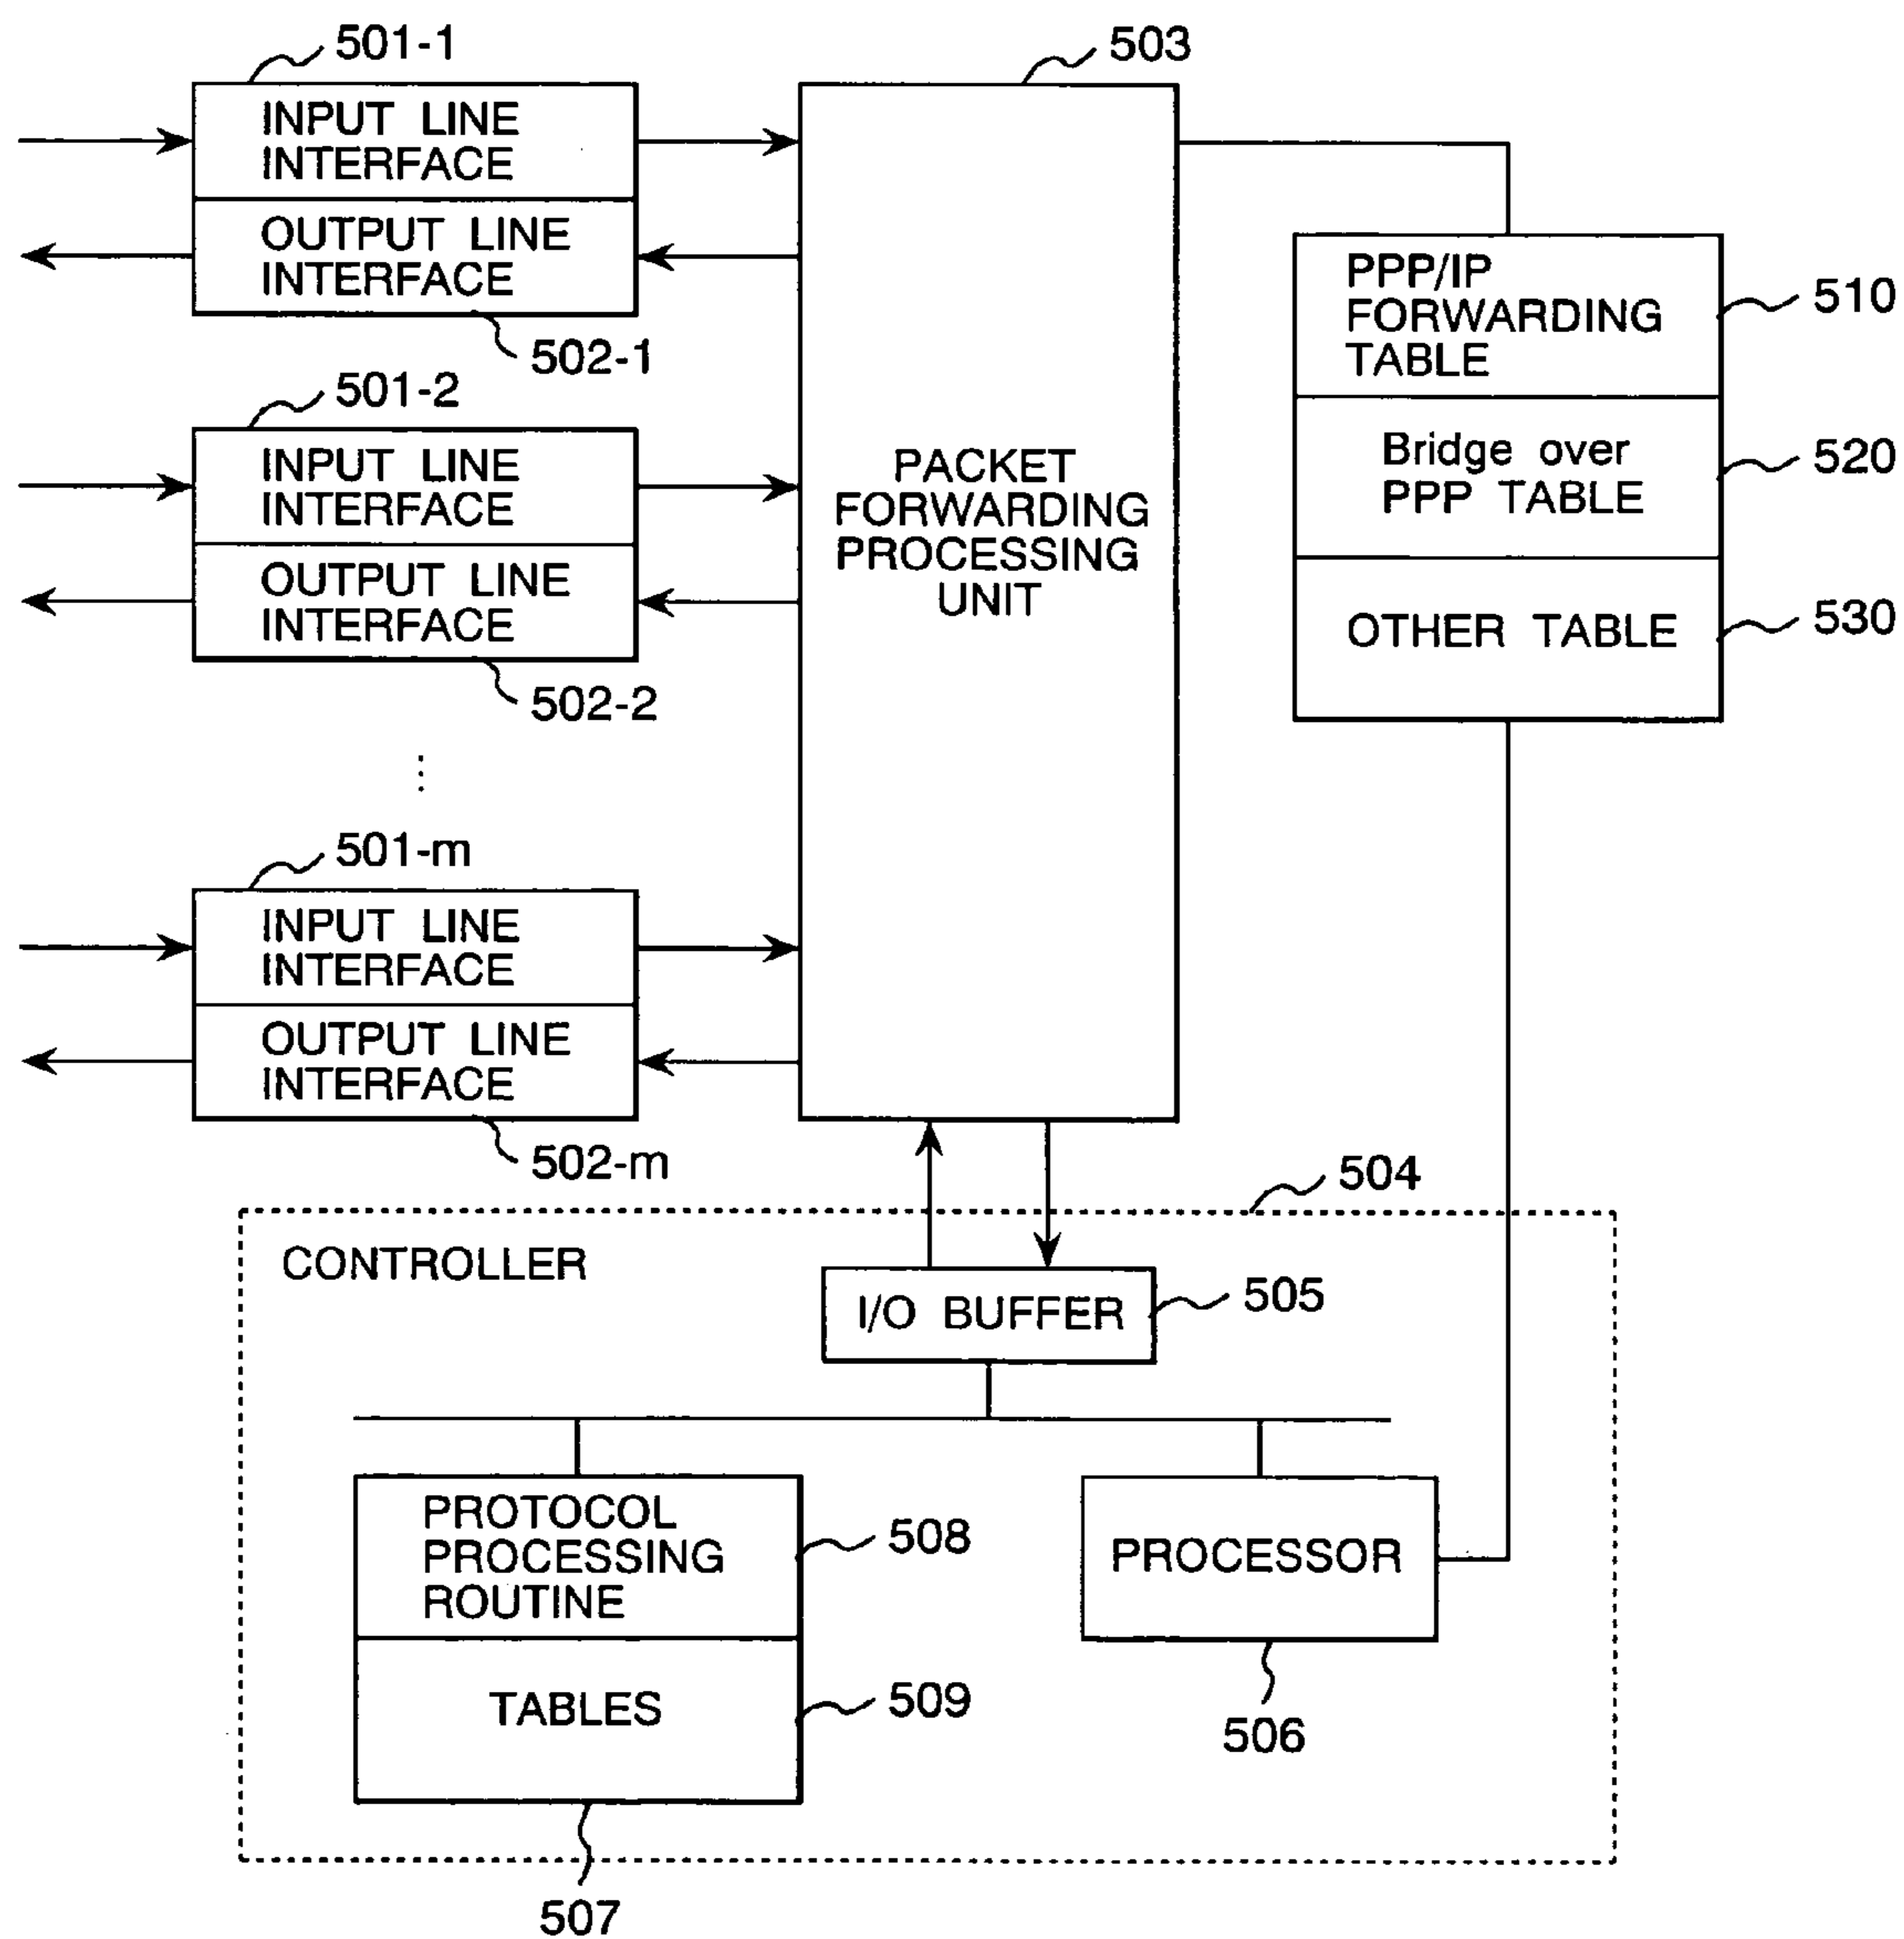 501-1
503
INPUT LINE
INTERFACE
OUTPUT LINE
INTERFACE
502-1
501-2
INPUT LINE
INTERFACE
OUTPUT LINE
INTERFACE
502-2
501-m
INPUT LINE
INTERFACE
OUTPUT LINE
INTERFACE
502-m
PACKET
FORWARDING
PROCESSING
UNIT
PPP/IP
FORWARDING
TABLE
510
Bridge over
PPP TABLE
520
OTHER TABLE
530
504
CONTROLLER
I/O BUFFER
505
PROTOCOL
PROCESSING
ROUTINE
508
TABLES
509
507
PROCESSOR
506